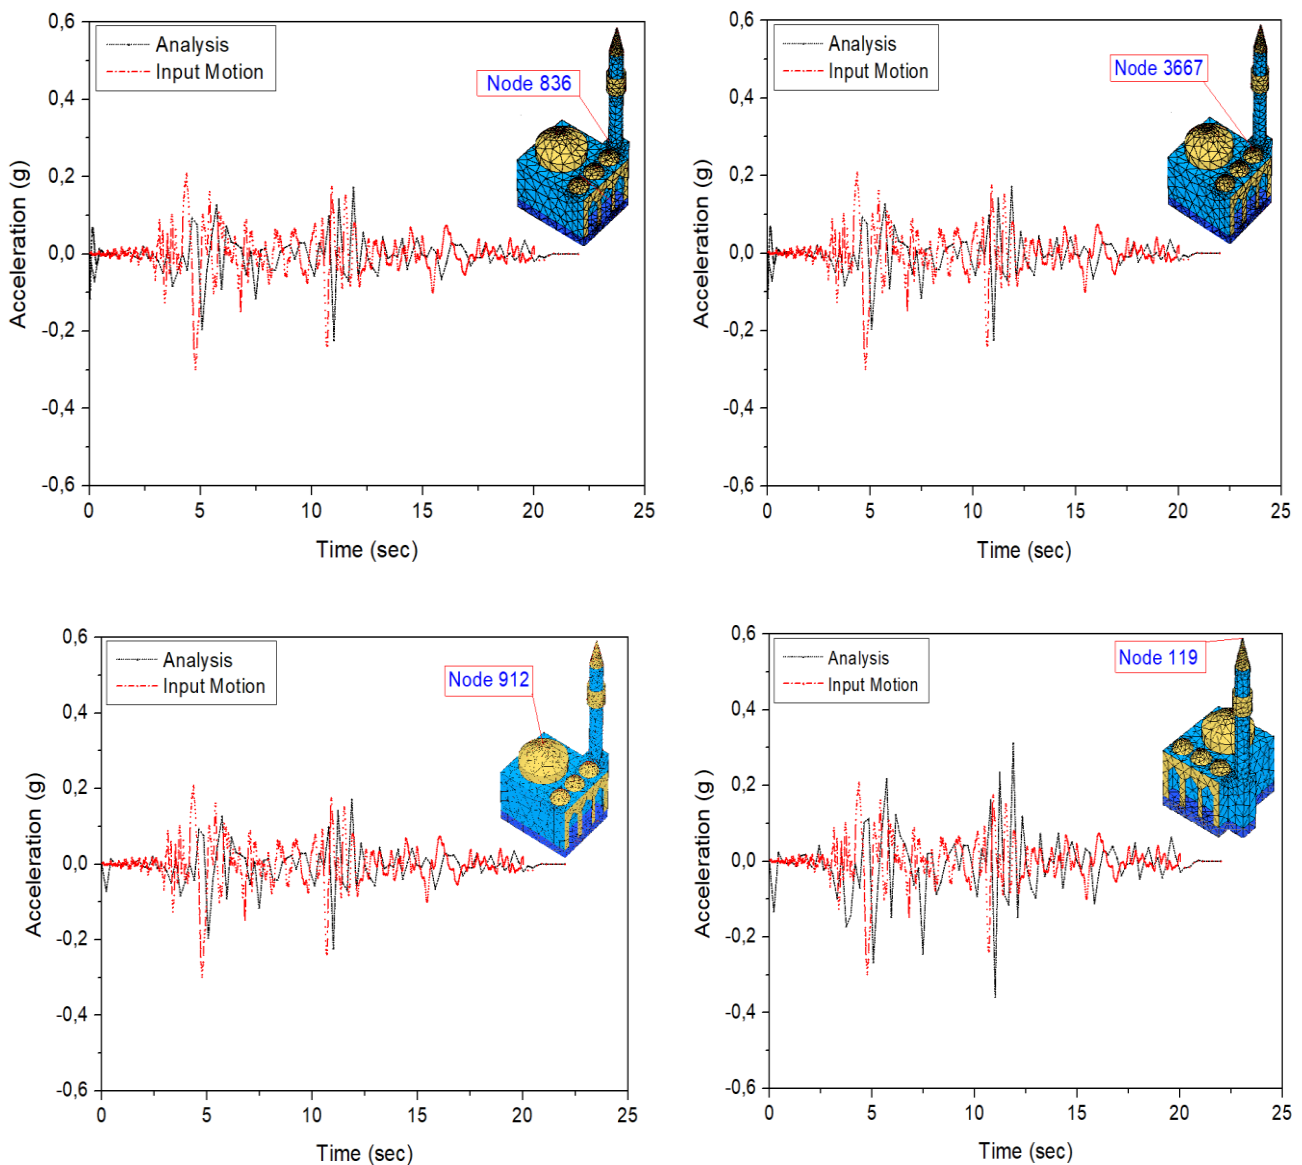 0,6
0,4
0,2
0,0
-0,2
-0,4
-0,6
Acceleration (g)
Analysis
Input Motion
Node 836
0
5
10
15
20
25
Time (sec)
0,6
0,4
0,2
0,0
-0,2
-0,4
-0,6
Acceleration (g)
Analysis
Input Motion
Node 3667
0
5
10
15
20
25
Time (sec)
0,6
0,4
0,2
0,0
-0,2
-0,4
-0,6
Acceleration (g)
Analysis
Input Motion
Node 912
0
5
10
15
20
25
Time (sec)
0,6
0,4
0,2
0,0
-0,2
-0,4
-0,6
Acceleration (g)
Analysis
Input Motion
Node 119
0
5
10
15
20
25
Time (sec)